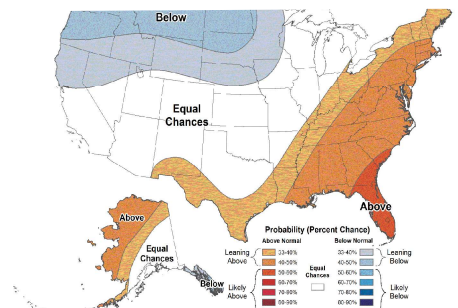 Below
Equal
Chances
Above
Above
Equal
Chances
Below
Probability (Percent Chance)
Above Normal
Below Normal
Leaning
Above
33-40%
40-50%
Equal
Chances
33-40%
40-50%
Leaning
Below
Likely
Above
50-60%
60-70%
70-80%
80-90%
50-60%
60-70%
70-80%
80-90%
Likely
Below